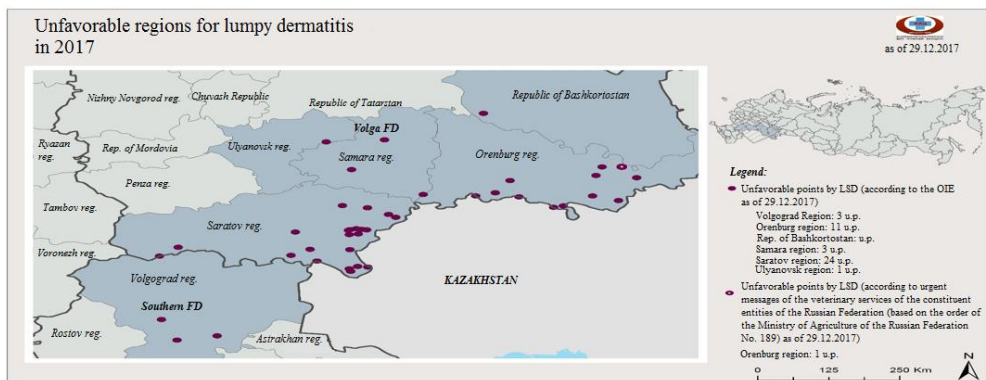 Unfavorable regions for lumpy dermatitis
in 2017
as of 29.12.2017
Nizhny Novgorod reg.
Chuvash Republic
Republic of Tatarstan
Republic of Bashkortostan
Ryazan
reg.
Rep. of Mordovia
Ulyanovsk reg.
Volga FD
Samara reg.
Orenburg reg.
Penza reg.
Tambov reg.
Saratov reg.
Voronezh reg.
Volgograd reg.
KAZAKHSTAN
Southern FD
Rostov reg.
Astrakhan reg.
Legend:
Unfavorable points by LSD (according to the OIE
as of 29.12.2017)
Volgograd Region: 3 u.p.
Orenburg region: 11 u.p.
Rep. of Bashkortostan: u.p.
Samara region: 3 u.p.
Saratov region: 24 u.p.
Ulyanovsk region: 1 u.p.
Unfavorable points by LSD (according to urgent
messages of the veterinary services of the constituent
entities of the Russian Federation (based on the order of
the Ministry of Agriculture of the Russian Federation
No. 189) as of 29.12.2017)
Orenburg region: 1 u.p.
0 125 250 Km
N